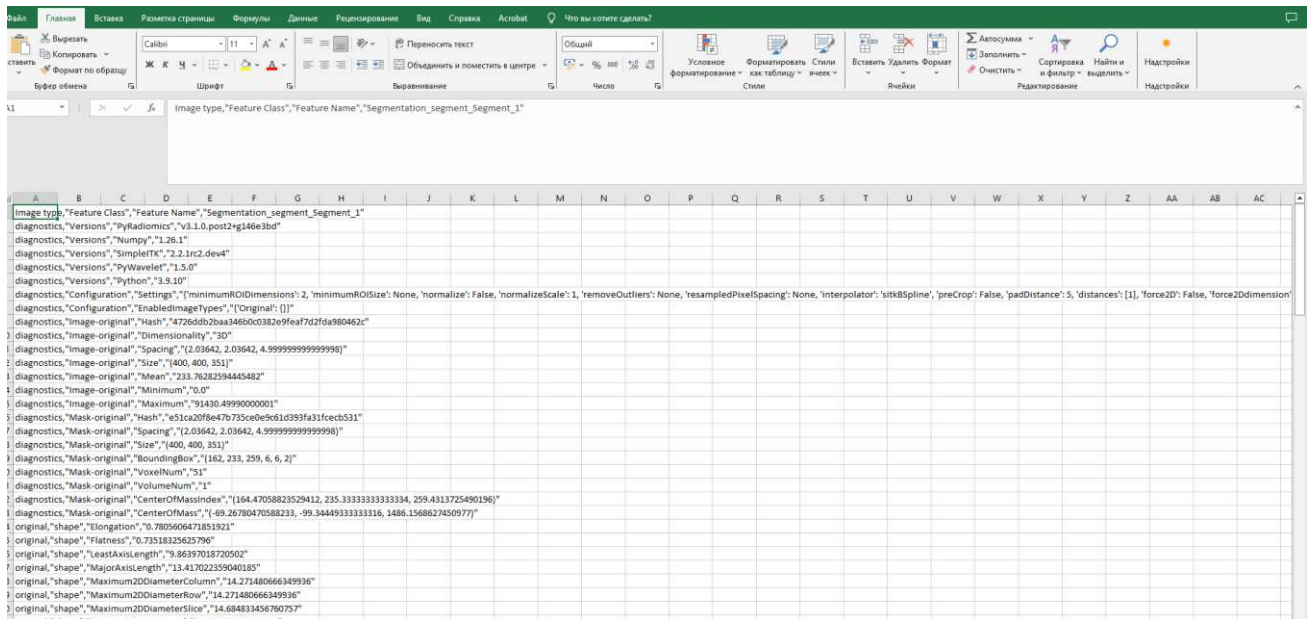 Файл Главная Вставка Разметка страницы Формулы Данные Рецензирование Вид Справка Acrobat Что вы хотите сделать?
Вырезать
Копировать
Формат по образцу
Буфер обмена
Calibri 11
Ж К Ч
Шрифт
Переносить текст
Объединить и поместить в центре
Выравнивание
Общий
% 000
Число
Условное форматирование
Форматировать как таблицу
Стили ячеек
Стили
Вставить Удалить Формат
Ячейки
Автосумма
Заполнить
Очистить
Сортировка и фильтр
Найти и выделить
Редактирование
Надстройки
Надстройки
A1 fx Image type,"Feature Class","Feature Name","Segmentation_segment_Segment_1"
A B C D E F G H I J K L M N O P Q R S T U V W X Y Z AA AB AC
Image type,"Feature Class","Feature Name","Segmentation_segment_Segment_1"
diagnostics,"Versions","PyRadiomics","v3.1.0.post2+g146e3bd"
diagnostics,"Versions","Numpy","1.26.1"
diagnostics,"Versions","SimpleITK","2.2.1rc2.dev4"
diagnostics,"Versions","PyWavelet","1.5.0"
diagnostics,"Versions","Python","3.9.10"
diagnostics,"Configuration","Settings","{'minimumROIDimensions': 2, 'minimumROISize': None, 'normalize': False, 'normalizeScale': 1, 'removeOutliers': None, 'resampledPixelSpacing': None, 'interpolator': 'sitkBSpline', 'preCrop': False, 'padDistance': 5, 'distances': [1], 'force2D': False, 'force2Ddimension'
diagnostics,"Configuration","EnabledImageTypes","{'Original': {}}"
diagnostics,"Image-original","Hash","4726ddb2baa346b0c0382e9feaf7d2fda980462c"
diagnostics,"Image-original","Dimensionality","3D"
diagnostics,"Image-original","Spacing","(2.03642, 2.03642, 4.999999999999998)"
diagnostics,"Image-original","Size","(400, 400, 351)"
diagnostics,"Image-original","Mean","233.76282594445482"
diagnostics,"Image-original","Minimum","0.0"
diagnostics,"Image-original","Maximum","91430.49990000001"
diagnostics,"Mask-original","Hash","e51ca20f8e47b735ce0e9c61d393fa31fcecb531"
diagnostics,"Mask-original","Spacing","(2.03642, 2.03642, 4.999999999999998)"
diagnostics,"Mask-original","Size","(400, 400, 351)"
diagnostics,"Mask-original","BoundingBox","(162, 233, 259, 6, 6, 2)"
diagnostics,"Mask-original","VoxelNum","51"
diagnostics,"Mask-original","VolumeNum","1"
diagnostics,"Mask-original","CenterOfMassIndex","(164.47058823529412, 235.33333333333334, 259.4313725490196)"
diagnostics,"Mask-original","CenterOfMass","(-69.26780470588233, -99.34449333333316, 1486.1568627450977)"
original,"shape","Elongation","0.7805606471851921"
original,"shape","Flatness","0.73518325625796"
original,"shape","LeastAxisLength","9.86397018720502"
original,"shape","MajorAxisLength","13.417022359040185"
original,"shape","Maximum2DDiameterColumn","14.271480666349936"
original,"shape","Maximum2DDiameterRow","14.271480666349936"
original,"shape","Maximum2DDiameterSlice","14.684833456760757"